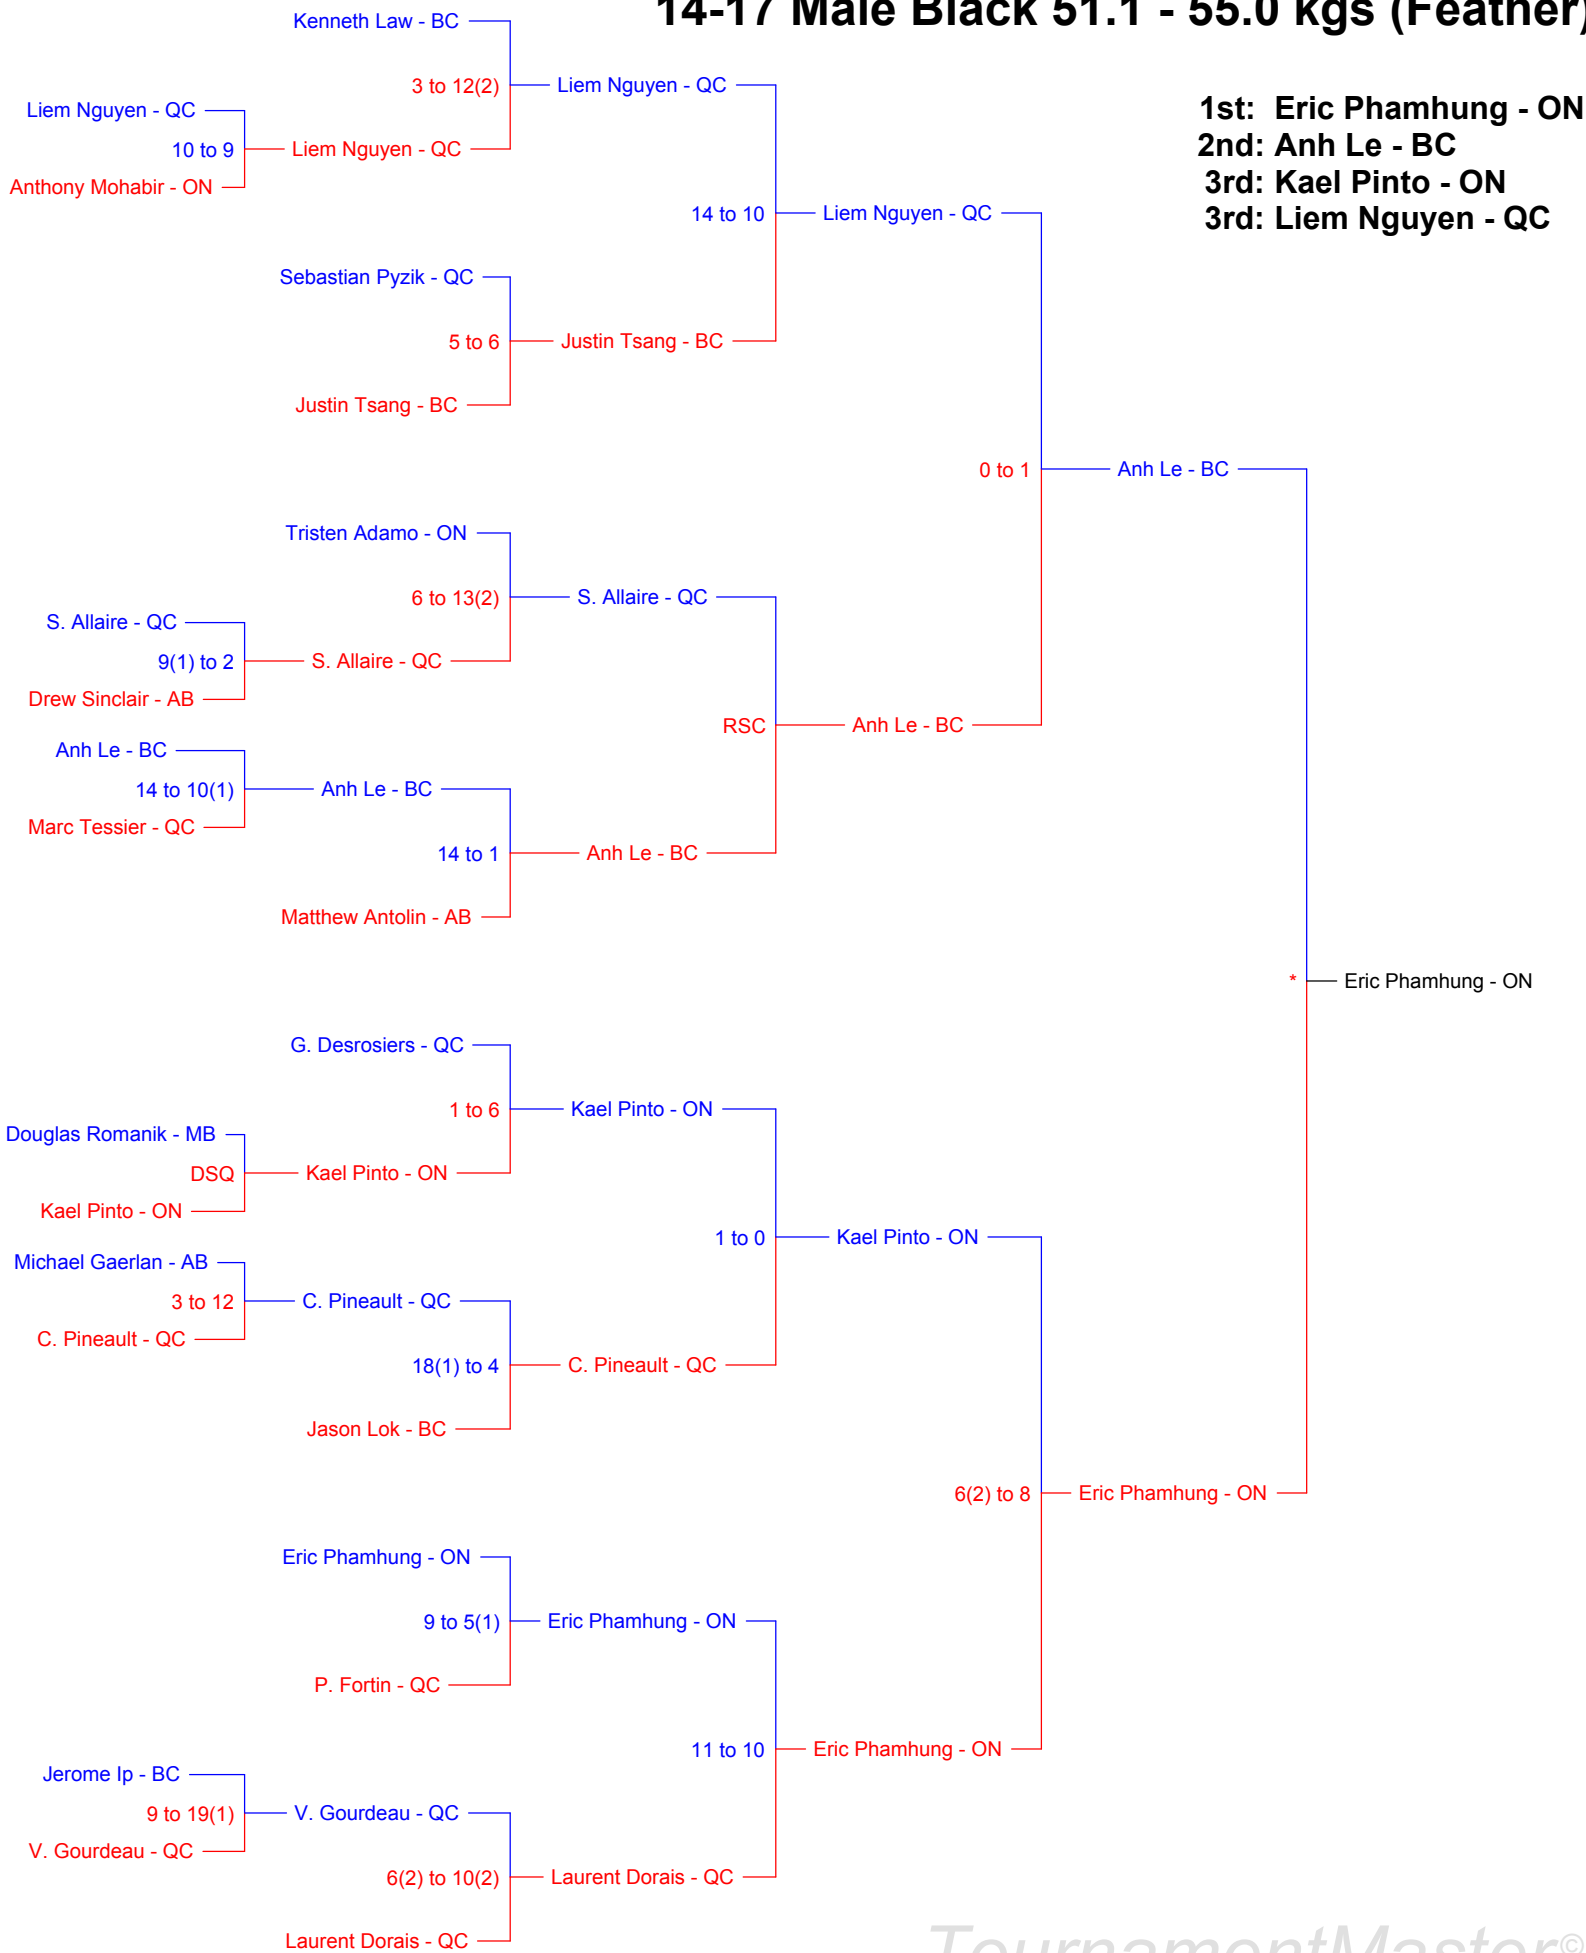 14-17 Male Black 51.1 - 55.0 kgs (Feather)
Kenneth Law - BC
3 to 12(2)
Liem Nguyen - QC
1st: Eric Phamhung - ON
Liem Nguyen - QC
10 to 9
Liem Nguyen - QC
2nd: Anh Le - BC
Anthony Mohabir - ON
3rd: Kael Pinto - ON
14 to 10
Liem Nguyen - QC
3rd: Liem Nguyen - QC
Sebastian Pyzik - QC
5 to 6
Justin Tsang - BC
Justin Tsang - BC
0 to 1
Anh Le - BC
Tristen Adamo - ON
6 to 13(2)
S. Allaire - QC
S. Allaire - QC
9(1) to 2
S. Allaire - QC
Drew Sinclair - AB
RSC
Anh Le - BC
Anh Le - BC
14 to 10(1)
Anh Le - BC
Marc Tessier - QC
14 to 1
Anh Le - BC
Matthew Antolin - AB
*
Eric Phamhung - ON
G. Desrosiers - QC
1 to 6
Kael Pinto - ON
Douglas Romanik - MB
DSQ
Kael Pinto - ON
Kael Pinto - ON
1 to 0
Kael Pinto - ON
Michael Gaerlan - AB
3 to 12
C. Pineault - QC
C. Pineault - QC
18(1) to 4
C. Pineault - QC
Jason Lok - BC
6(2) to 8
Eric Phamhung - ON
Eric Phamhung - ON
9 to 5(1)
Eric Phamhung - ON
P. Fortin - QC
11 to 10
Eric Phamhung - ON
Jerome Ip - BC
9 to 19(1)
V. Gourdeau - QC
V. Gourdeau - QC
6(2) to 10(2)
Laurent Dorais - QC
Laurent Dorais - QC
TournamentMaster©